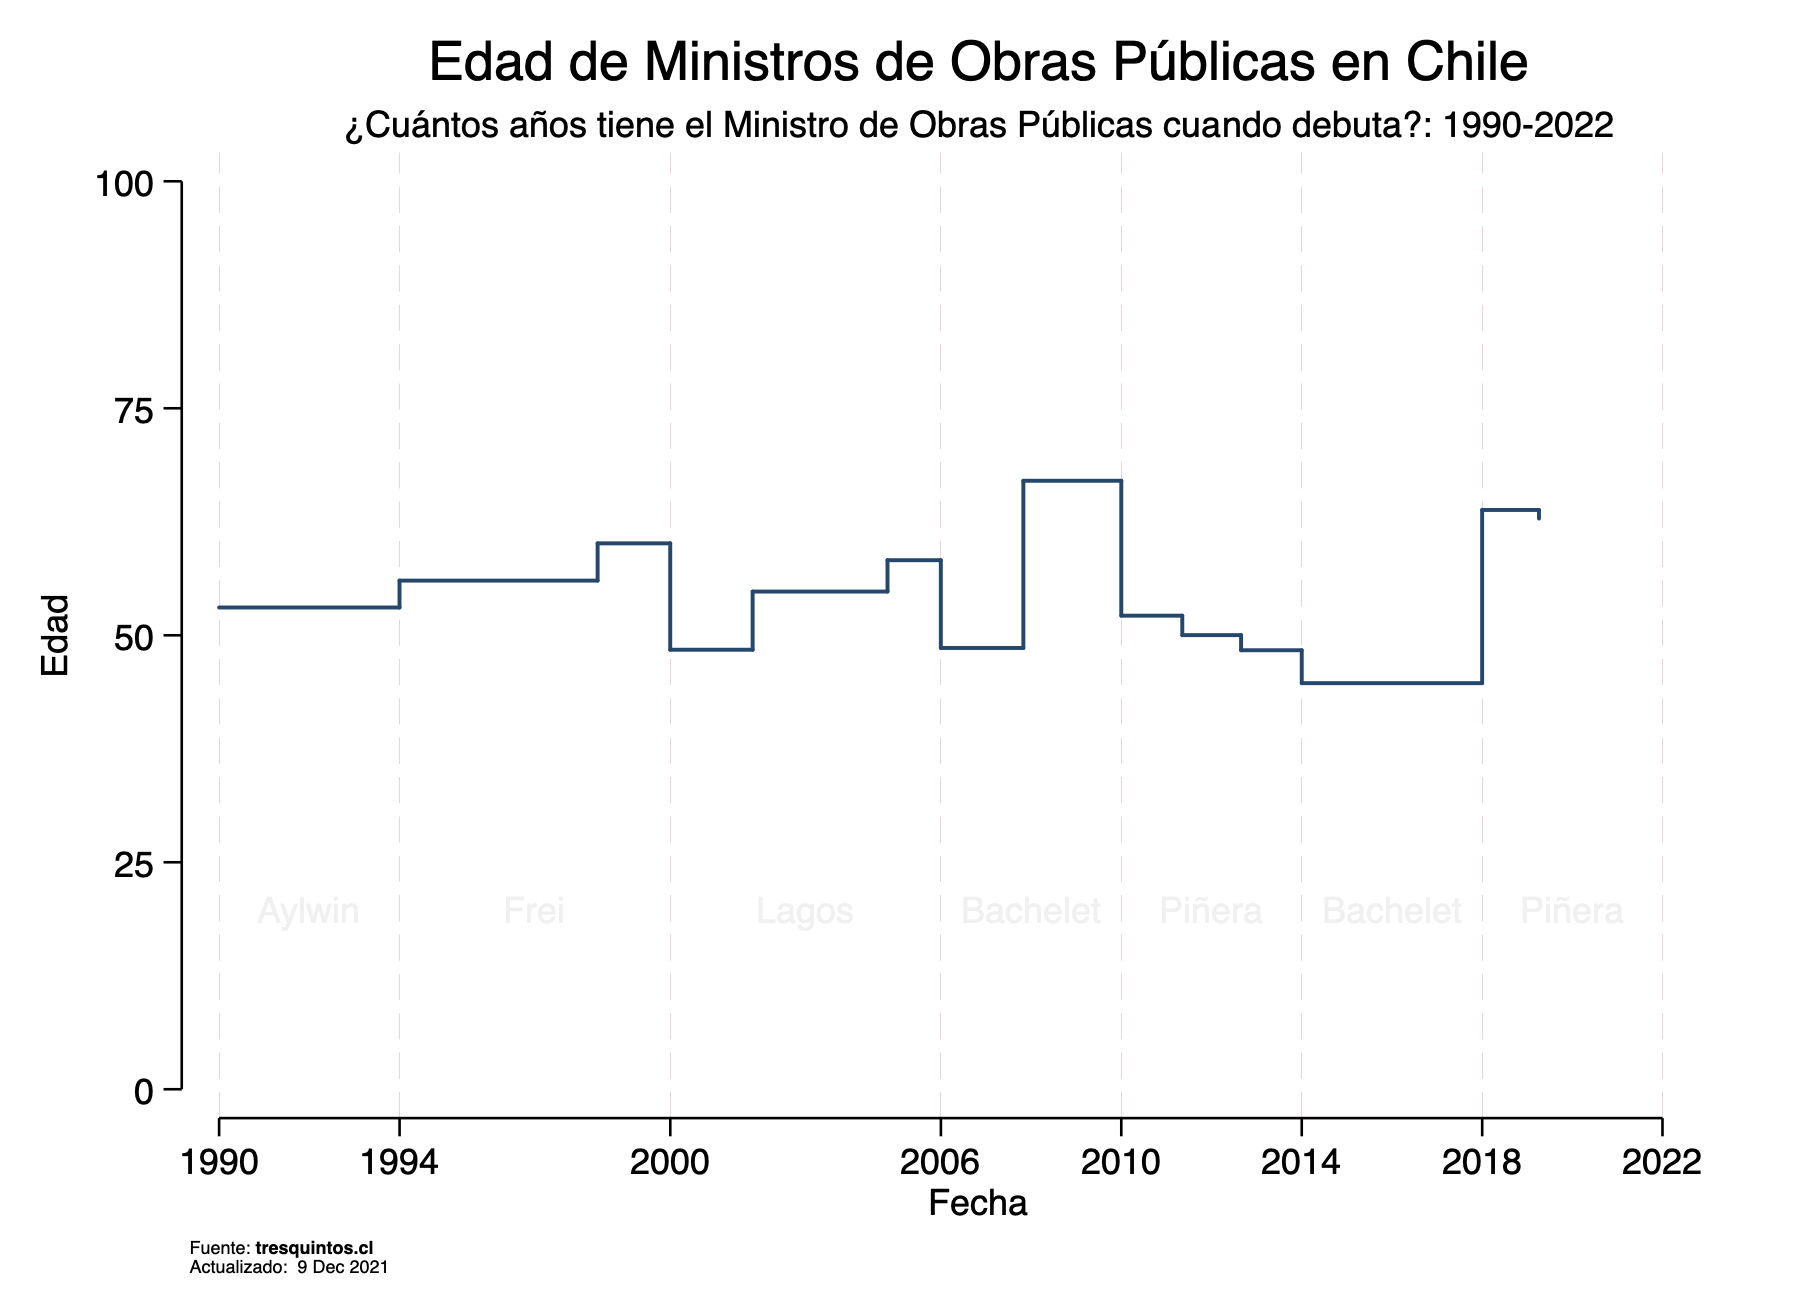 Edad de Ministros de Obras Públicas en Chile
¿Cuántos años tiene el Ministro de Obras Públicas cuando debuta?: 1990-2022
100
75
50
25
0
Edad
Aylwin Frei Lagos Bachelet Piñera Bachelet Piñera
1990 1994 2000 2006 2010 2014 2018 2022
Fecha
Fuente: tresquintos.cl
Actualizado: 9 Dec 2021